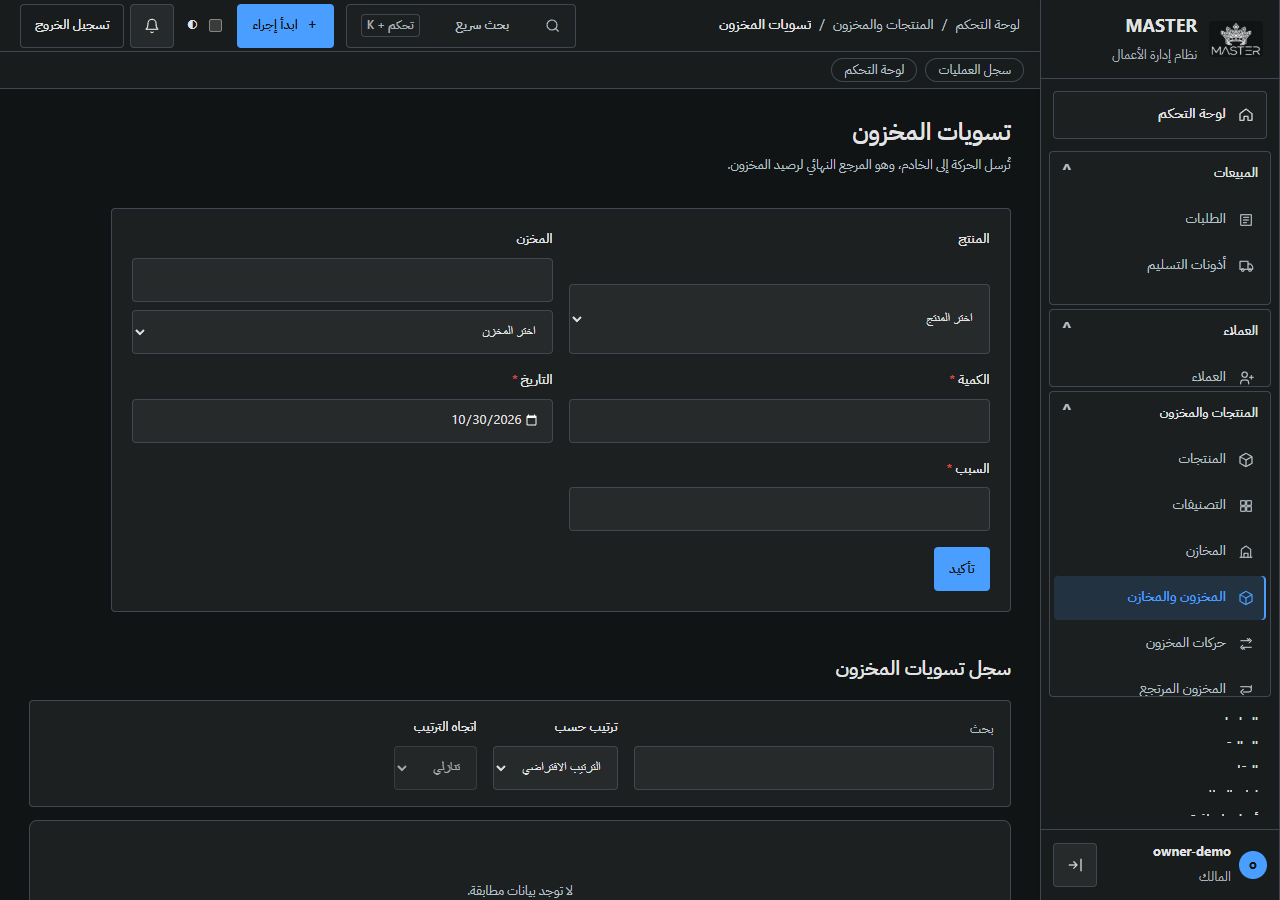 MASTER
MASTER
نظام إدارة الأعمال
لوحة التحكم / المنتجات والمخزون / تسويات المخزون
بحث سريع
تحكم + K
+ ابدأ إجراء
تسجيل الخروج
سجل العمليات
لوحة التحكم
لوحة التحكم
المبيعات
الطلبات
أذونات التسليم
العملاء
العملاء
المنتجات والمخزون
المنتجات
التصنيفات
المخازن
المخزون والمخازن
حركات المخزون
المخزون المرتجع
owner-demo
o
المالك
تسويات المخزون
تُرسل الحركة إلى الخادم، وهو المرجع النهائي لرصيد المخزون.
المنتج
اختر المنتج
المخزن
اختر المخزن
الكمية *
التاريخ *
10/30/2026
السبب *
تأكيد
سجل تسويات المخزون
بحث
ترتيب حسب
الترتيب الافتراضي
اتجاه الترتيب
تنازلي
لا توجد بيانات مطابقة.